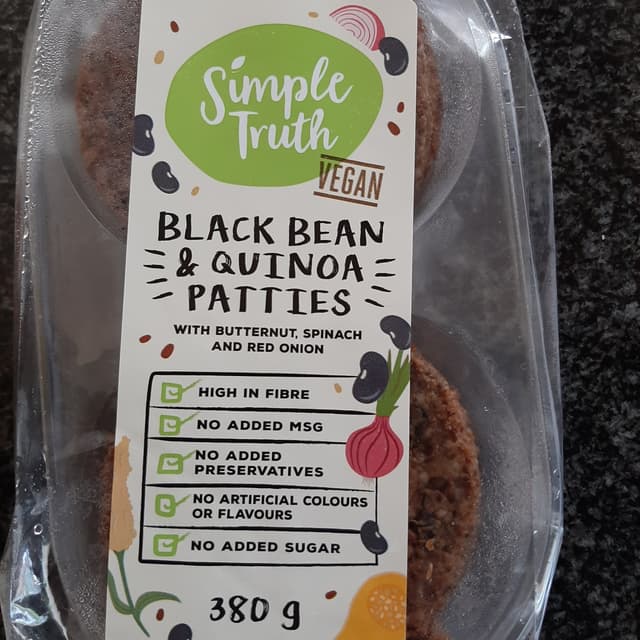 Simple
Truth
VEGAN
BLACK BEAN
& QUINOA
PATTIES
WITH BUTTERNUT, SPINACH
AND RED ONION
HIGH IN FIBRE
NO ADDED MSG
NO ADDED
PRESERVATIVES
NO ARTIFICIAL COLOURS
OR FLAVOURS
NO ADDED SUGAR
380 g